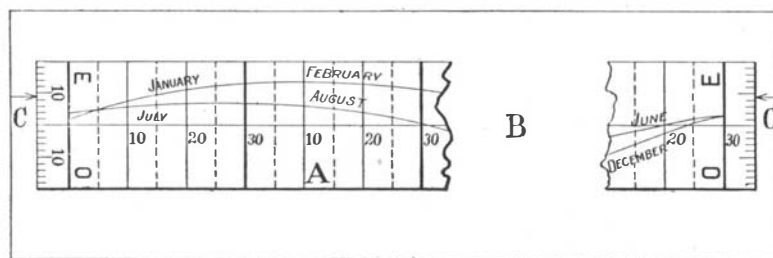 E E
JANUARY FEBRUARY
10 AUGUST
C JULY B JUNE C
10 20 30 10 20 30 20 30
10 DECEMBER
O A O